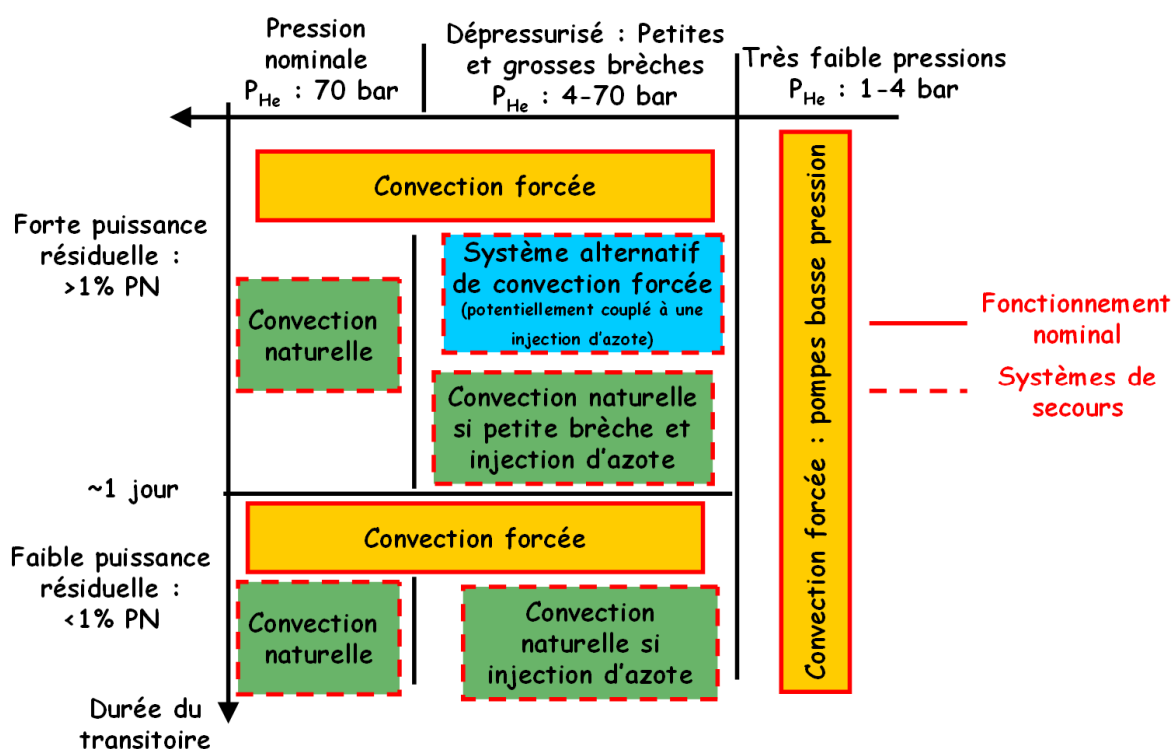 Pression
nominale
P_He : 70 bar
Dépressurisé : Petites
et grosses brèches
P_He : 4-70 bar
Très faible pressions
P_He : 1-4 bar
Forte puissance
résiduelle :
>1% PN
Convection forcée
Convection
naturelle
Système alternatif
de convection forcée
(potentiellement couplé à une
injection d'azote)
Convection naturelle
si petite brèche et
injection d'azote
Convection forcée : pompes basse pression
Fonctionnement
nominal
Systèmes de
secours
~1 jour
Faible puissance
résiduelle :
<1% PN
Convection forcée
Convection
naturelle
Convection
naturelle si
injection d'azote
Durée du
transitoire